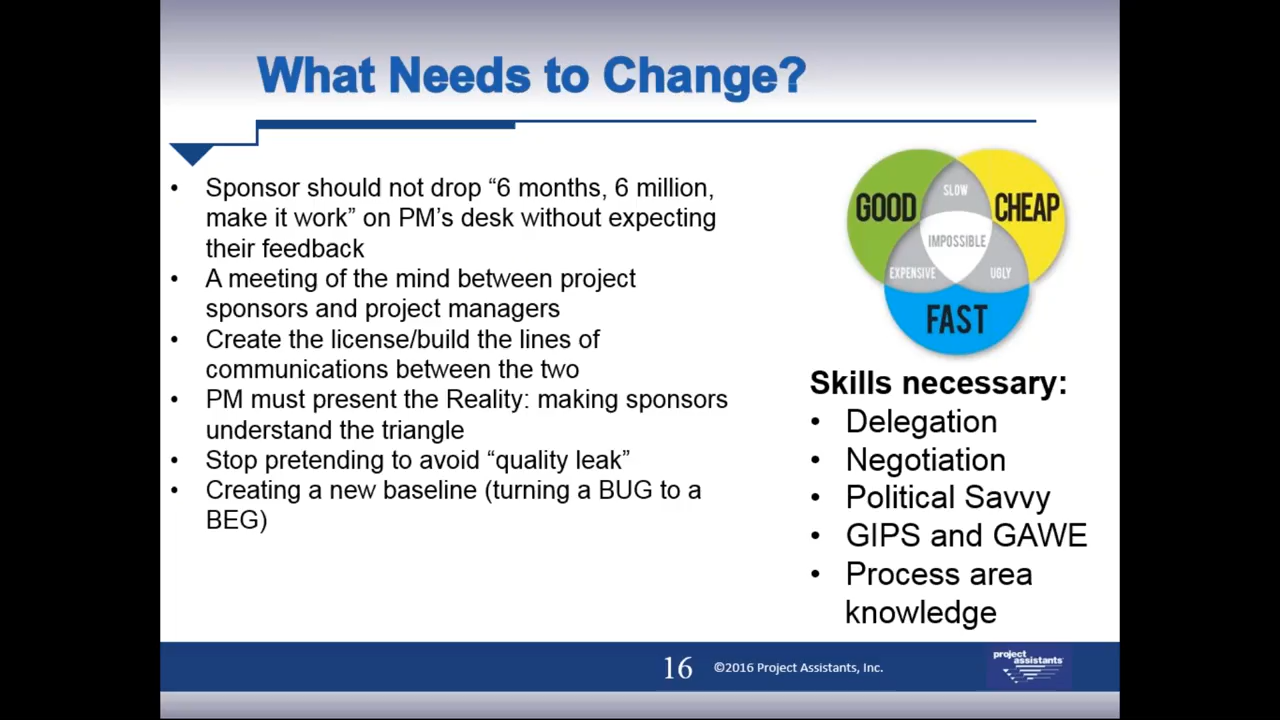 What Needs to Change?
• Sponsor should not drop “6 months, 6 million,
make it work” on PM’s desk without expecting
their feedback
• A meeting of the mind between project
sponsors and project managers
• Create the license/build the lines of
communications between the two
• PM must present the Reality: making sponsors
understand the triangle
• Stop pretending to avoid “quality leak”
• Creating a new baseline (turning a BUG to a
BEG)
SLOW
GOOD
CHEAP
IMPOSSIBLE
EXPENSIVE
UGLY
FAST
Skills necessary:
• Delegation
• Negotiation
• Political Savvy
• GIPS and GAWE
• Process area
knowledge
16
©2016 Project Assistants, Inc.
project
assistants